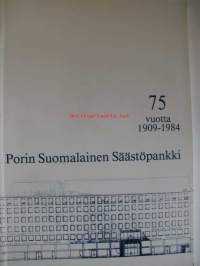 75
vuotta
1909-1984
Porin Suomalainen Säästöpankki